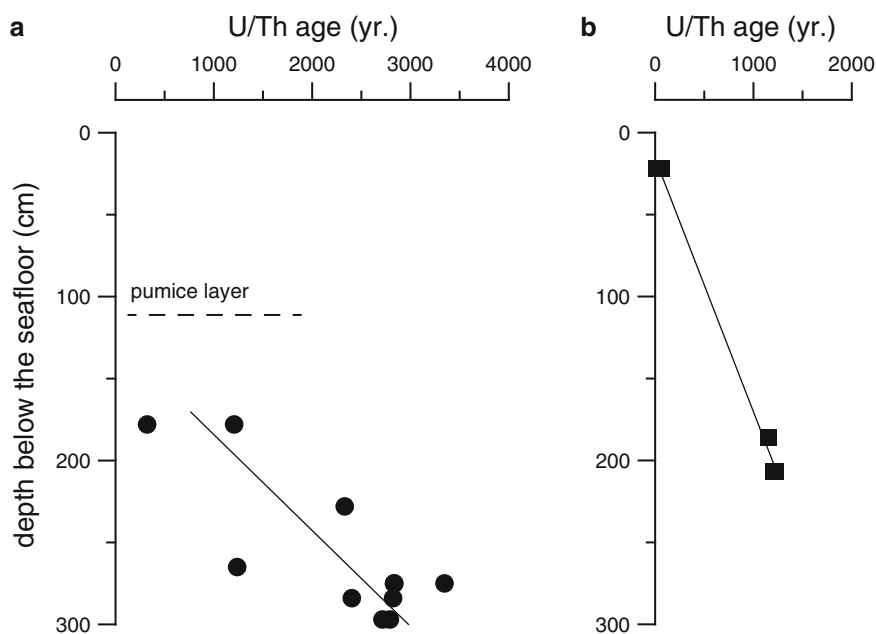 a
U/Th age (yr.)
0 1000 2000 3000 4000
depth below the seafloor (cm)
0
100
200
300
pumice layer
b
U/Th age (yr.)
0 1000 2000
0
100
200
300